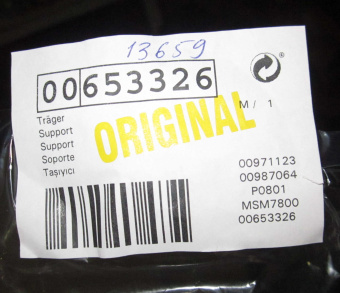 13659
00653326
M/ 1
Träger
Support
Support
Soporte
Taşıyıcı
ORIGINAL
00971123
00987064
P0801
MSM7800
00653326